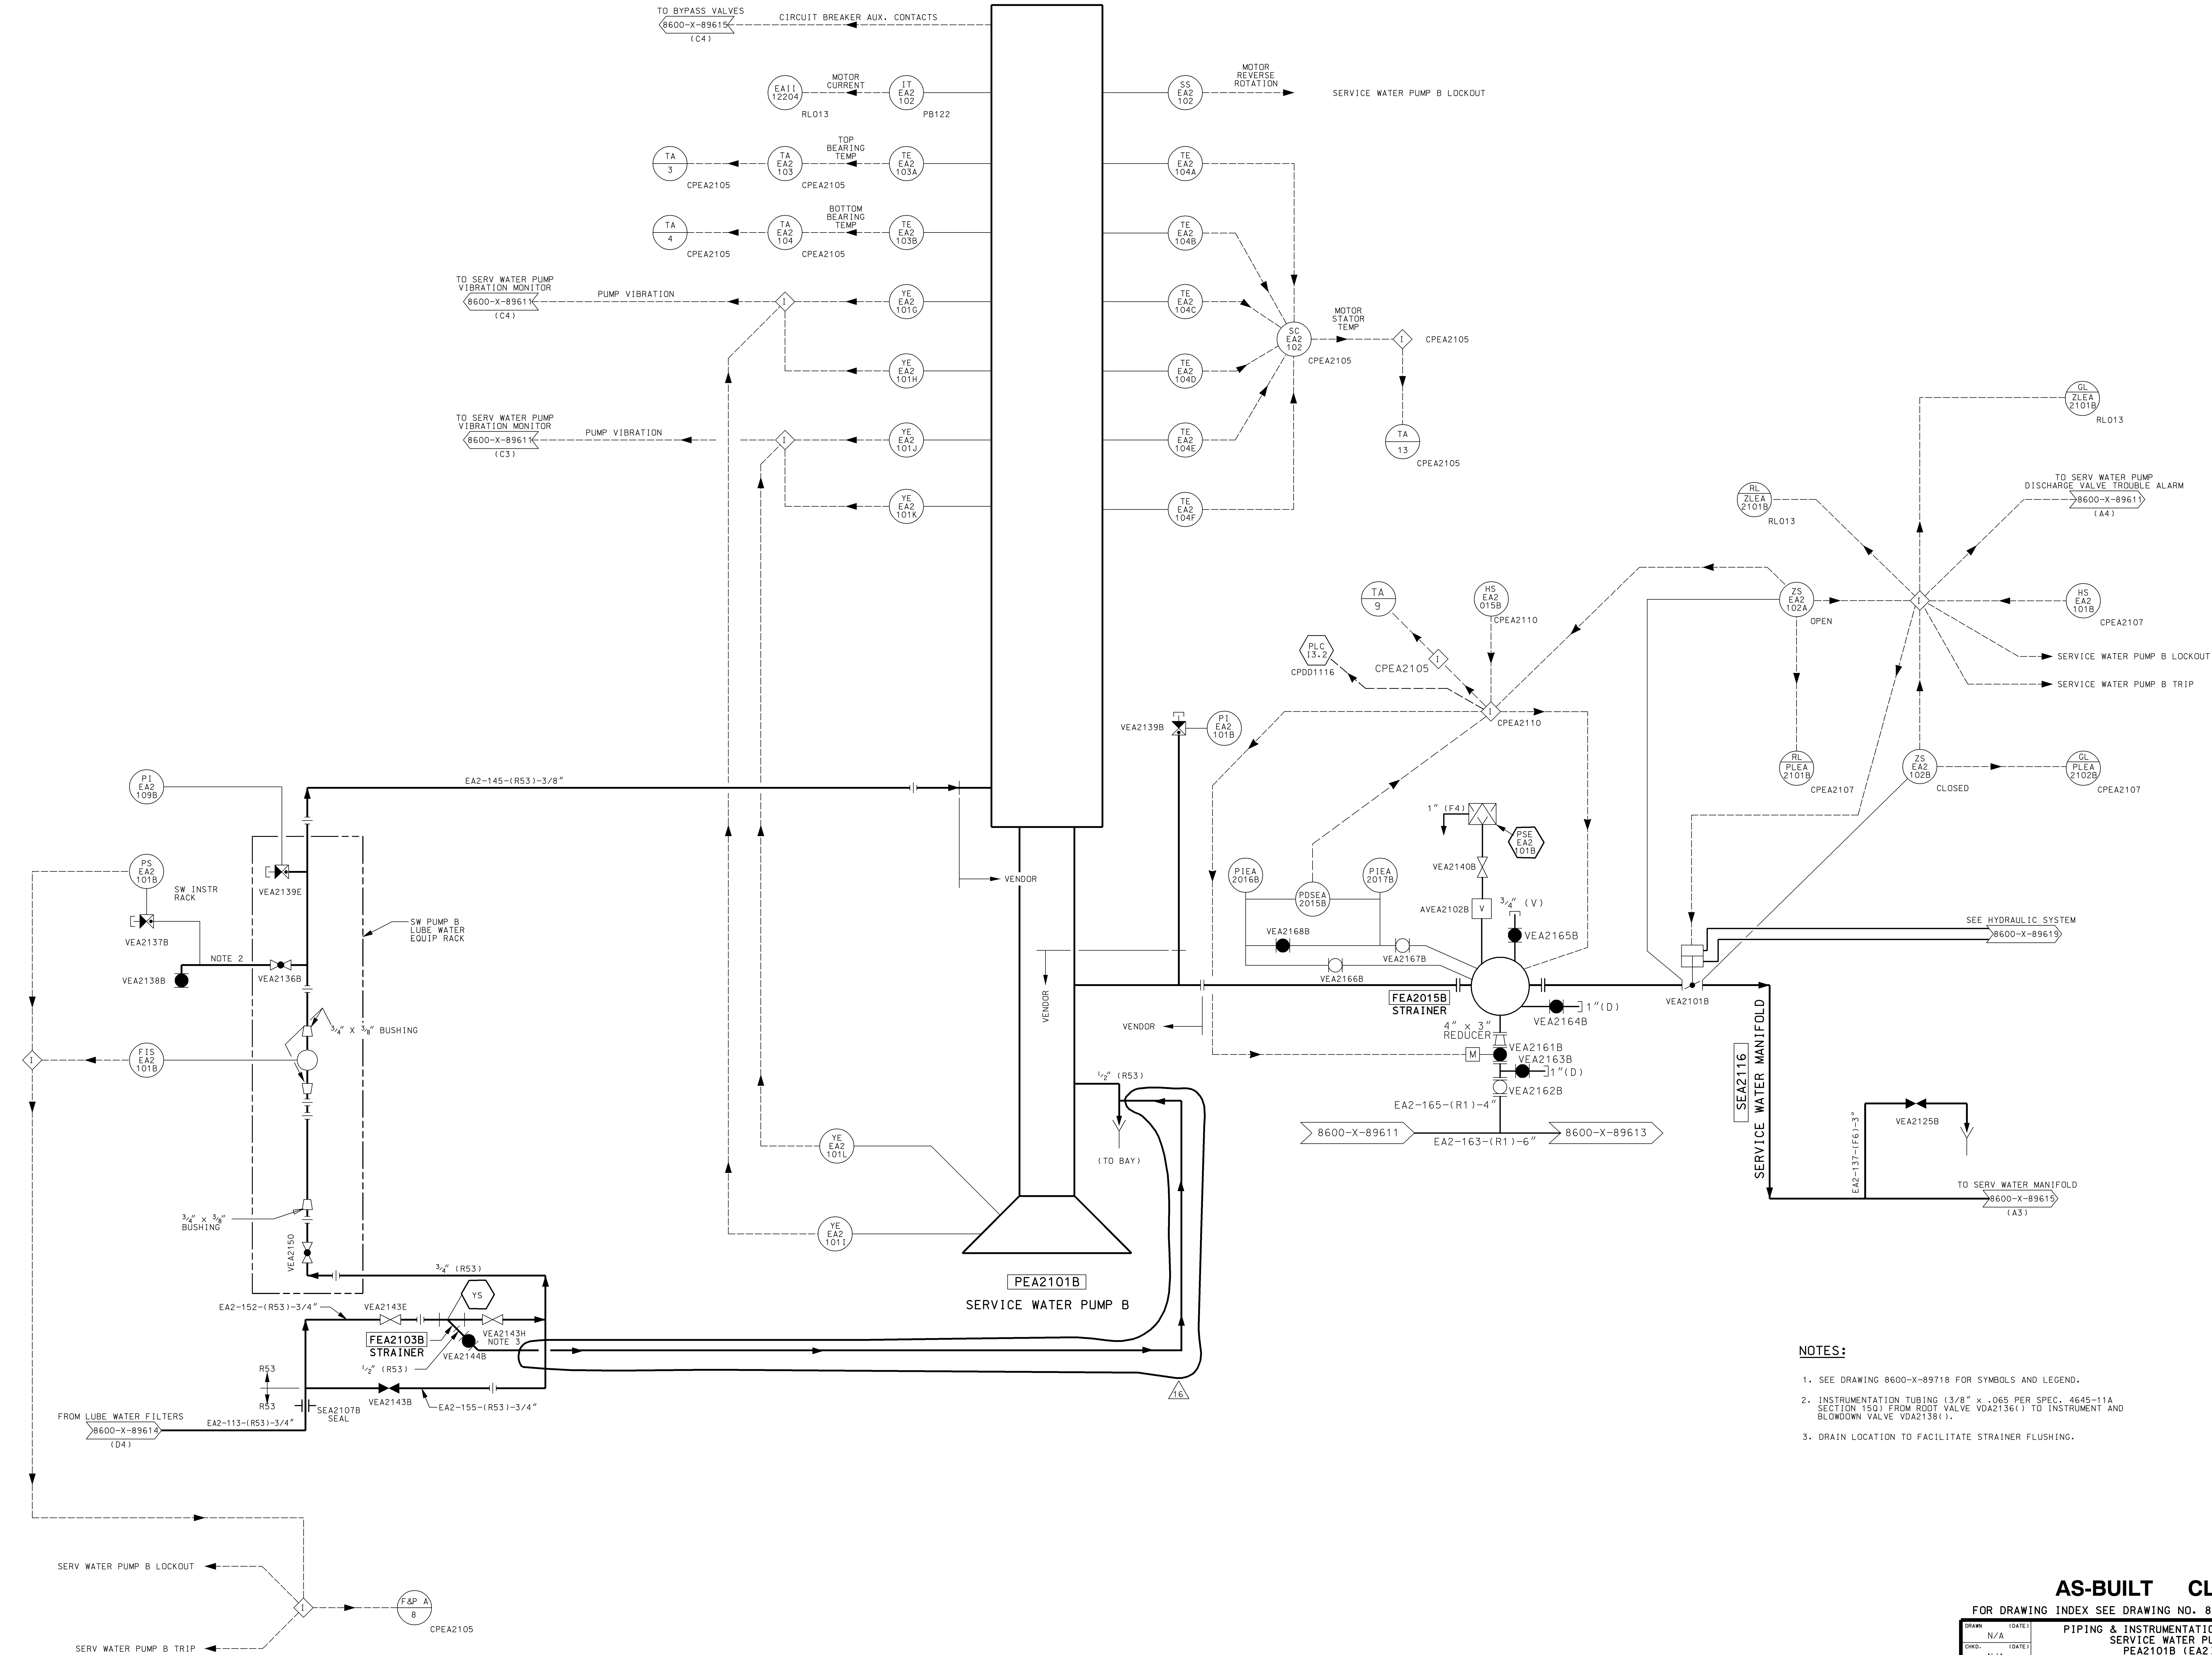 TO BYPASS VALVES
8600-X-89615
(C4)
CIRCUIT BREAKER AUX. CONTACTS
EAII
12204
RL013
MOTOR
CURRENT
IT
EA2
102
PB122
SS
EA2
102
MOTOR
REVERSE
ROTATION
SERVICE WATER PUMP B LOCKOUT
TA
3
CPEA2105
TA
EA2
103
CPEA2105
TOP
BEARING
TEMP
TE
EA2
103A
TE
EA2
104A
TA
4
CPEA2105
TA
EA2
104
CPEA2105
BOTTOM
BEARING
TEMP
TE
EA2
103B
TE
EA2
104B
TO SERV WATER PUMP
VIBRATION MONITOR
8600-X-89611
(C4)
PUMP VIBRATION
I
YE
EA2
101G
TE
EA2
104C
YE
EA2
101H
TE
EA2
104D
SC
EA2
102
CPEA2105
MOTOR
STATOR
TEMP
I
CPEA2105
TA
13
CPEA2105
TO SERV WATER PUMP
VIBRATION MONITOR
8600-X-89611
(C3)
PUMP VIBRATION
I
YE
EA2
101J
TE
EA2
104E
YE
EA2
101K
TE
EA2
104F
GL
ZLEA
2101B
RL013
RL
ZLEA
2101B
RL013
TO SERV WATER PUMP
DISCHARGE VALVE TROUBLE ALARM
8600-X-89611
(A4)
TA
9
HS
EA2
015B
CPEA2110
ZS
EA2
102A
OPEN
I
HS
EA2
101B
CPEA2107
PLC
I3.2
CPDD1116
CPEA2105
I
SERVICE WATER PUMP B LOCKOUT
SERVICE WATER PUMP B TRIP
I
CPEA2110
VEA2139B
PI
EA2
101B
RL
PLEA
2101B
CPEA2107
ZS
EA2
102B
CLOSED
GL
PLEA
2102B
CPEA2107
PI
EA2
109B
EA2-145-(R53)-3/8"
1" (F4)
PSE
EA2
101B
VEA2140B
PS
EA2
101B
SW INSTR
RACK
VEA2139E
VENDOR
PIEA
2016B
PDSEA
2015B
PIEA
2017B
AVEA2102B
V
3/4" (V)
VEA2165B
VEA2137B
SW PUMP B
LUBE WATER
EQUIP RACK
VEA2168B
VEA2167B
VEA2166B
SEE HYDRAULIC SYSTEM
8600-X-89619
NOTE 2
VEA2138B
VEA2136B
VENDOR
VENDOR
FEA2015B
STRAINER
VEA2101B
1"(D)
VEA2164B
3/4" X 3/8" BUSHING
4" x 3"
REDUCER
VEA2161B
M
VEA2163B
1"(D)
VEA2162B
I
FIS
EA2
101B
1/2" (R53)
SEA2116
SERVICE WATER MANIFOLD
EA2-165-(R1)-4"
8600-X-89611
EA2-163-(R1)-6"
8600-X-89613
VEA2125B
EA2-137-(F6)-3"
YE
EA2
101L
(TO BAY)
TO SERV WATER MANIFOLD
8600-X-89615
(A3)
3/4" x 3/8"
BUSHING
YE
EA2
101I
VEA2150
3/4" (R53)
PEA2101B
SERVICE WATER PUMP B
YS
EA2-152-(R53)-3/4"
VEA2143E
FEA2103B
STRAINER
VEA2143H
NOTE 3
VEA2144B
1/2" (R53)
R53
R53
SEA2107B
SEAL
VEA2143B
EA2-155-(R53)-3/4"
16
FROM LUBE WATER FILTERS
8600-X-89614
(D4)
EA2-113-(R53)-3/4"
NOTES:
1. SEE DRAWING 8600-X-89718 FOR SYMBOLS AND LEGEND.
2. INSTRUMENTATION TUBING (3/8" x .065 PER SPEC. 4645-11A
SECTION 15Q) FROM ROOT VALVE VDA2136() TO INSTRUMENT AND
BLOWDOWN VALVE VDA2138().
3. DRAIN LOCATION TO FACILITATE STRAINER FLUSHING.
SERV WATER PUMP B LOCKOUT
I
F&P A
8
CPEA2105
SERV WATER PUMP B TRIP
AS-BUILT CL
FOR DRAWING INDEX SEE DRAWING NO. 8
DRAWN (DATE)
N/A
CHKD. (DATE)
PIPING & INSTRUMENTATIO
SERVICE WATER PU
PEA2101B (EA2